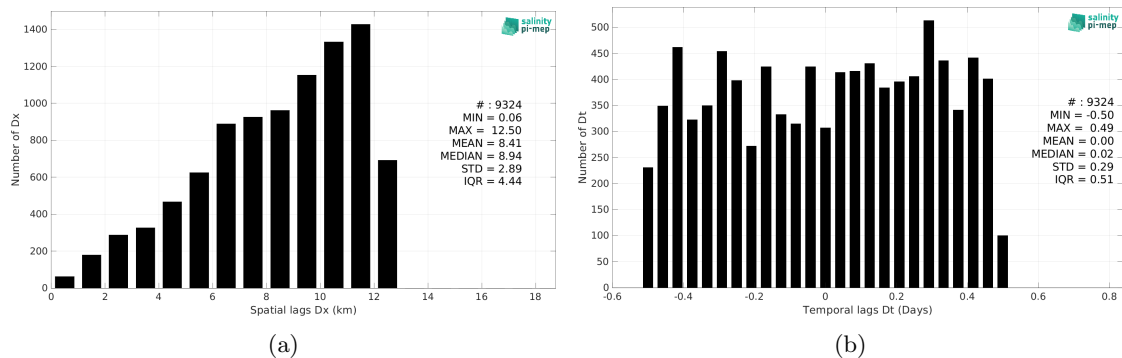 1400
1200
1000
800
600
400
200
0
Number of Dx
salinity
pi-mep
# : 9324
MIN = 0.06
MAX = 12.50
MEAN = 8.41
MEDIAN = 8.94
STD = 2.89
IQR = 4.44
0 2 4 6 8 10 12 14 16 18
Spatial lags Dx (km)
(a)
500
450
400
350
300
250
200
150
100
50
0
Number of Dt
salinity
pi-mep
# : 9324
MIN = -0.50
MAX = 0.49
MEAN = 0.00
MEDIAN = 0.02
STD = 0.29
IQR = 0.51
-0.6 -0.4 -0.2 0 0.2 0.4 0.6 0.8
Temporal lags Dt (Days)
(b)